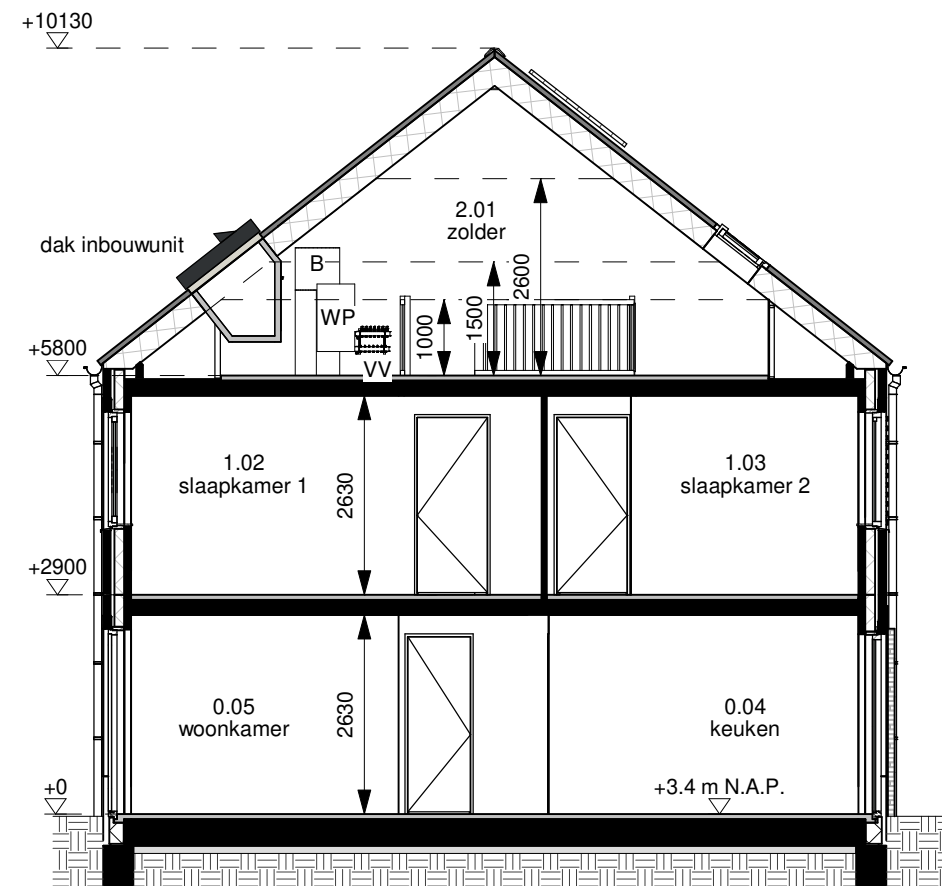 +10130
2.01
zolder
dak inbouwunit
B
WP
VV
1000
1500
2600
+5800
1.02
slaapkamer 1
2630
1.03
slaapkamer 2
+2900
0.05
woonkamer
2630
0.04
keuken
+0
+3.4 m N.A.P.